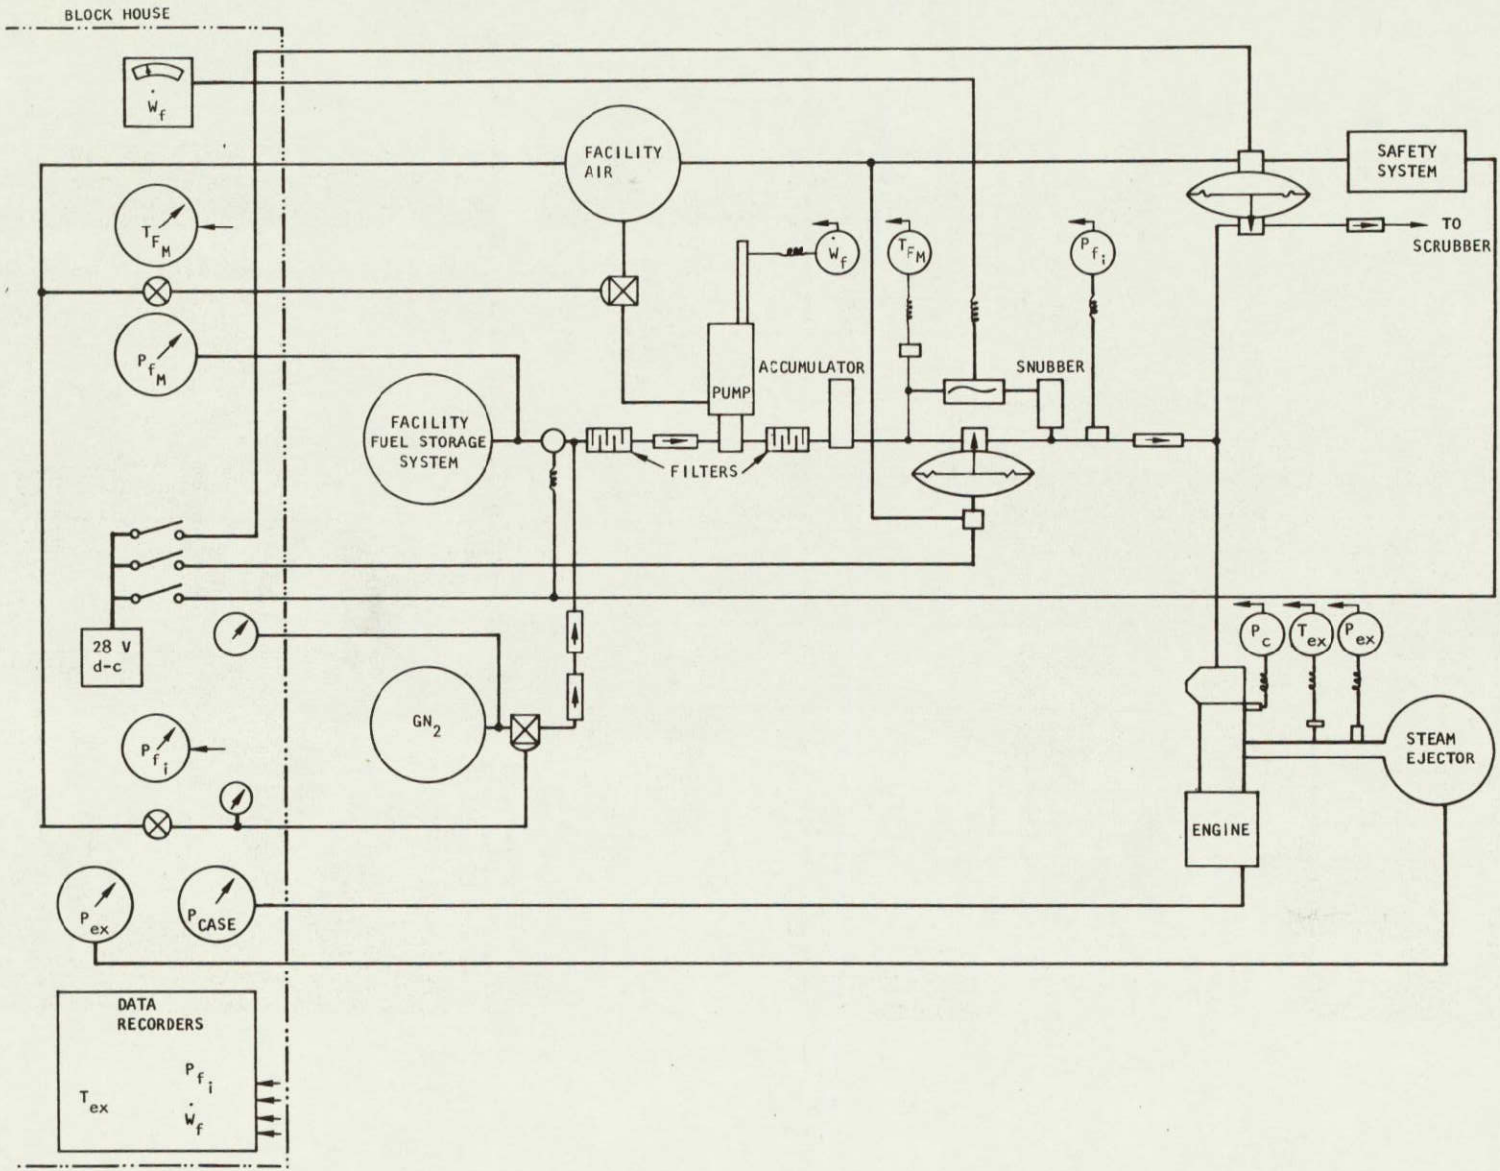 BLOCK HOUSE
Ẇf
FACILITY
AIR
SAFETY
SYSTEM
TFM
Ẇf
TFM
Pfi
TO
SCRUBBER
PfM
ACCUMULATOR
SNUBBER
PUMP
FACILITY
FUEL STORAGE
SYSTEM
FILTERS
28 V
d-c
Pc
Tex
Pex
GN2
Pfi
STEAM
EJECTOR
ENGINE
Pex
PCASE
DATA
RECORDERS
Pfi
Tex
Ẇf